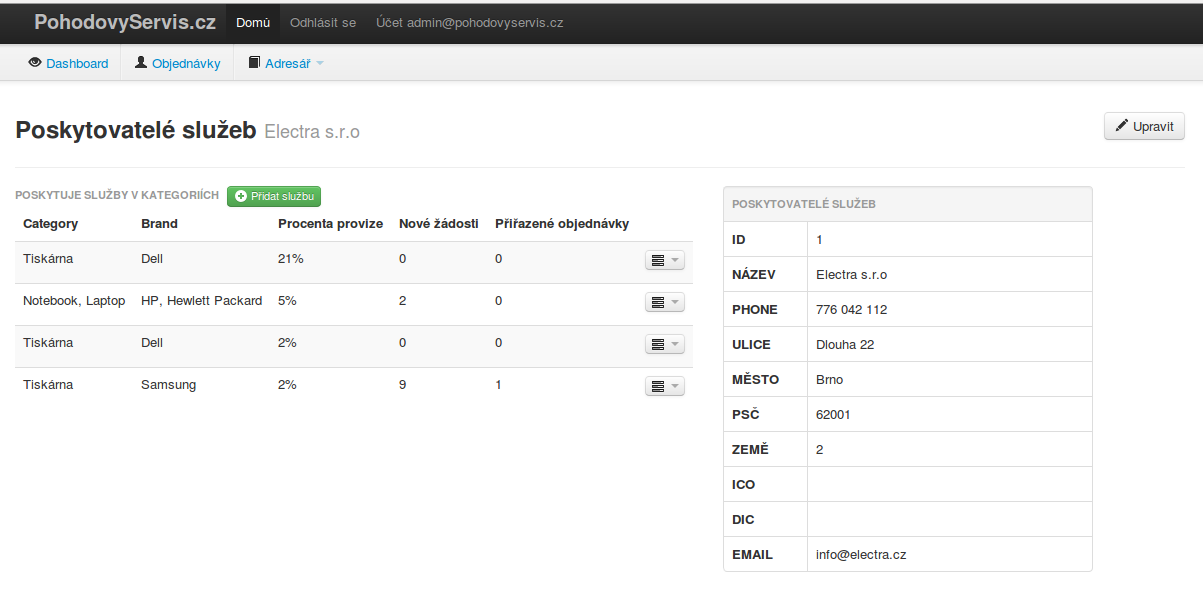 PohodovyServis.cz Domů Odhlásit se Účet admin@pohodovyservis.cz
Dashboard Objednávky Adresář
Poskytovatelé služeb Electra s.r.o
Upravit
POSKYTUJE SLUŽBY V KATEGORIÍCH Přidat službu
Category Brand Procenta provize Nové žádosti Přiřazené objednávky
Tiskárna Dell 21% 0 0
Notebook, Laptop HP, Hewlett Packard 5% 2 0
Tiskárna Dell 2% 0 0
Tiskárna Samsung 2% 9 1
POSKYTOVATELÉ SLUŽEB
ID 1
NÁZEV Electra s.r.o
PHONE 776 042 112
ULICE Dlouha 22
MĚSTO Brno
PSČ 62001
ZEMĚ 2
ICO
DIC
EMAIL info@electra.cz